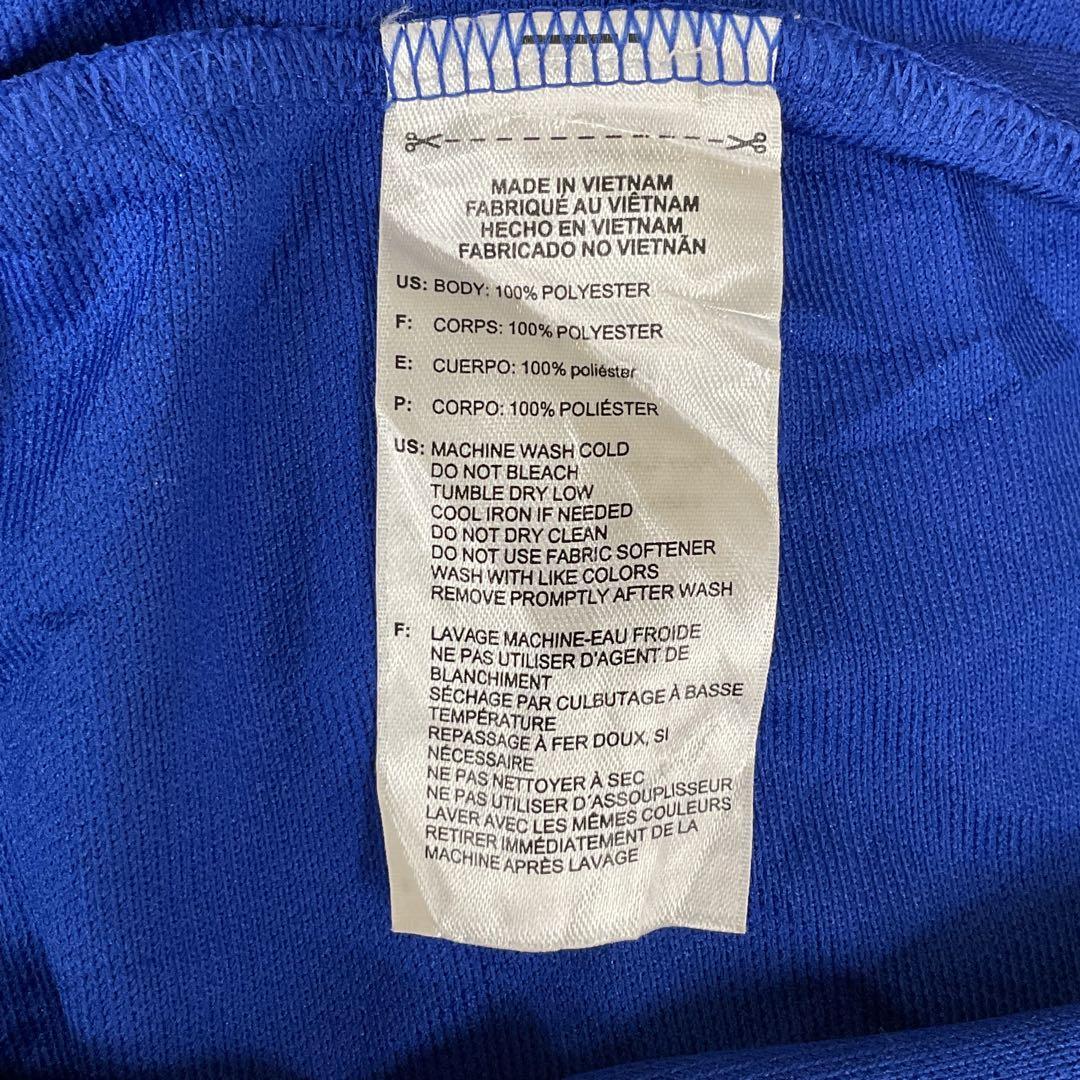 MADE IN VIETNAM
FABRIQUÉ AU VIÊTNAM
HECHO EN VIETNAM
FABRICADO NO VIETNÃN
US: BODY: 100% POLYESTER
F: CORPS: 100% POLYESTER
E: CUERPO: 100% poliéster
P: CORPO: 100% POLIÉSTER
US: MACHINE WASH COLD
DO NOT BLEACH
TUMBLE DRY LOW
COOL IRON IF NEEDED
DO NOT DRY CLEAN
DO NOT USE FABRIC SOFTENER
WASH WITH LIKE COLORS
REMOVE PROMPTLY AFTER WASH
F: LAVAGE MACHINE-EAU FROIDE
NE PAS UTILISER D'AGENT DE
BLANCHIMENT
SÉCHAGE PAR CULBUTAGE À BASSE
TEMPÉRATURE
REPASSAGE À FER DOUX, SI
NÉCESSAIRE
NE PAS NETTOYER À SEC
NE PAS UTILISER D'ASSOUPLISSEUR
LAVER AVEC LES MÊMES COULEURS
RETIRER IMMÉDIATEMENT DE LA
MACHINE APRÈS LAVAGE